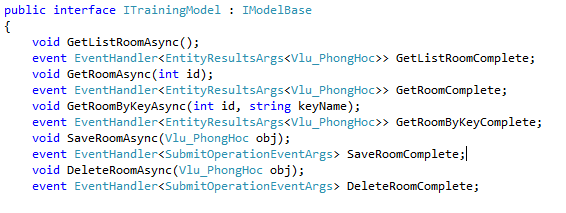 public interface ITrainingModel : IModelBase
{
void GetListRoomAsync();
event EventHandler<EntityResultsArgs<Vlu_PhongHoc>> GetListRoomComplete;
void GetRoomAsync(int id);
event EventHandler<EntityResultsArgs<Vlu_PhongHoc>> GetRoomComplete;
void GetRoomByKeyAsync(int id, string keyName);
event EventHandler<EntityResultsArgs<Vlu_PhongHoc>> GetRoomByKeyComplete;
void SaveRoomAsync(Vlu_PhongHoc obj);
event EventHandler<SubmitOperationEventArgs> SaveRoomComplete;
void DeleteRoomAsync(Vlu_PhongHoc obj);
event EventHandler<SubmitOperationEventArgs> DeleteRoomComplete;